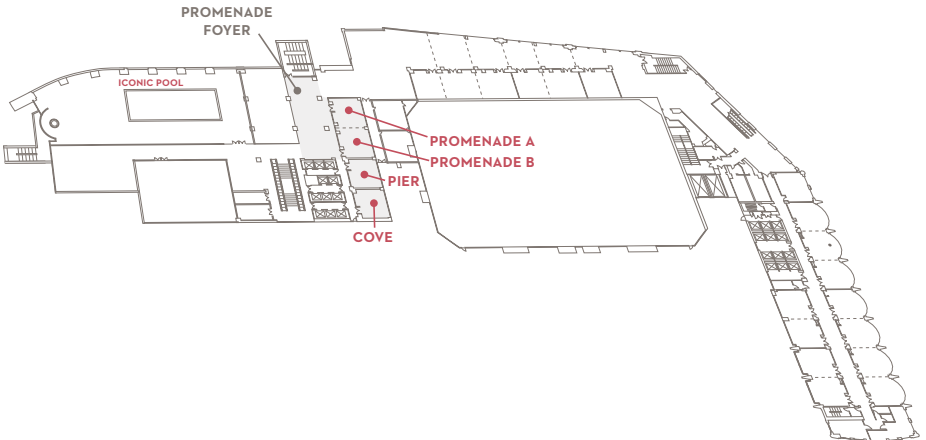 PROMENADE
FOYER
ICONIC POOL
PROMENADE A
PROMENADE B
PIER
COVE